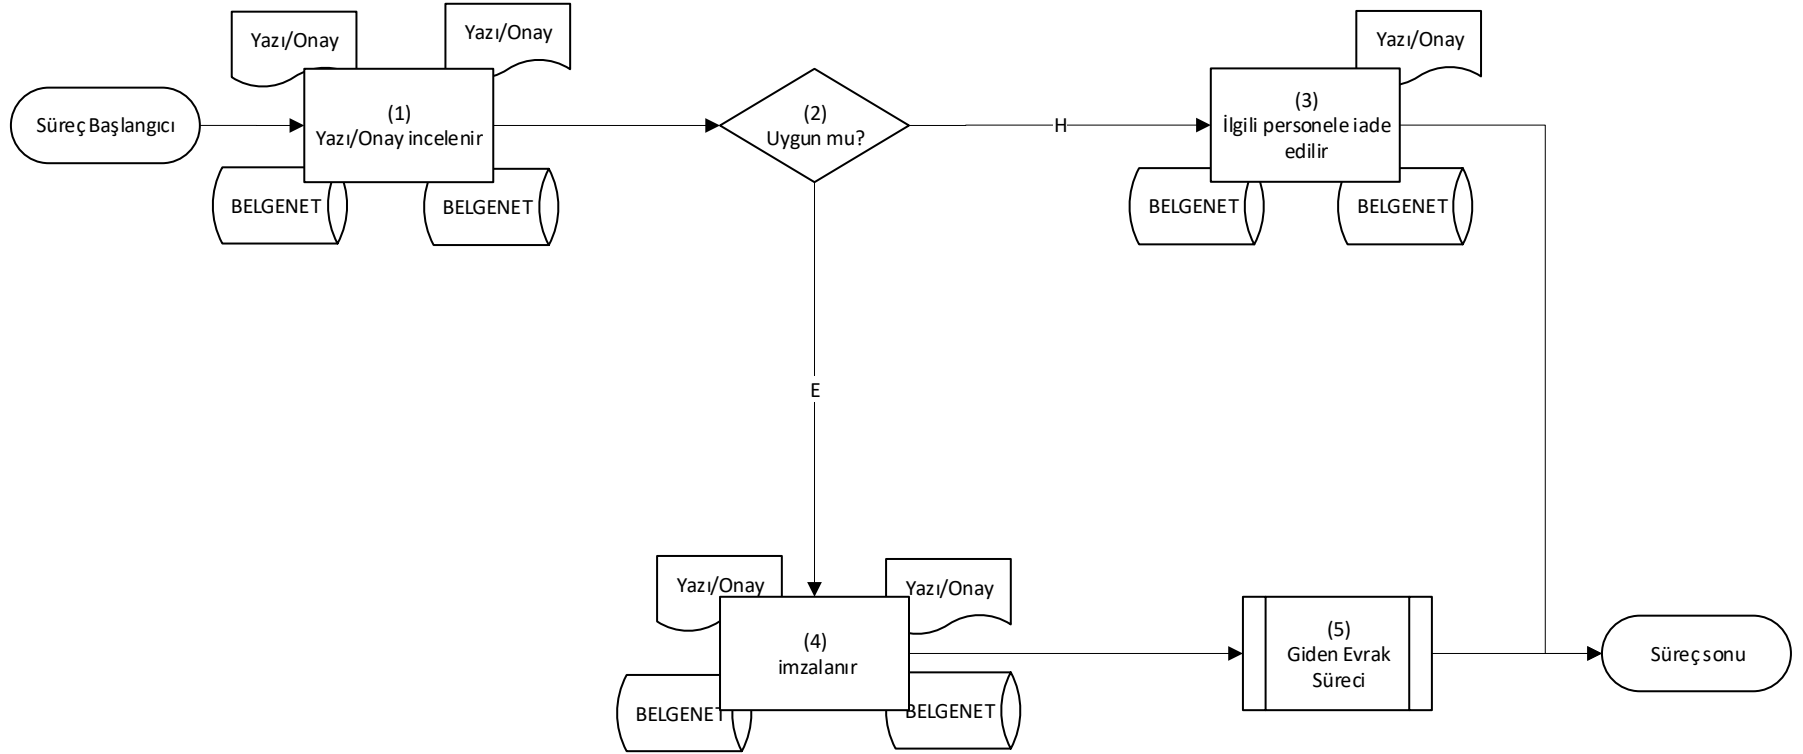 Yazı/Onay
Yazı/Onay
Yazı/Onay
Süreç Başlangıcı
(1)
Yazı/Onay incelenir
(2)
Uygun mu?
H
(3)
İlgili personele iade
edilir
BELGENET
BELGENET
BELGENET
BELGENET
E
Yazı/Onay
Yazı/Onay
(4)
imzalanır
(5)
Giden Evrak
Süreci
Süreç sonu
BELGENET
BELGENET